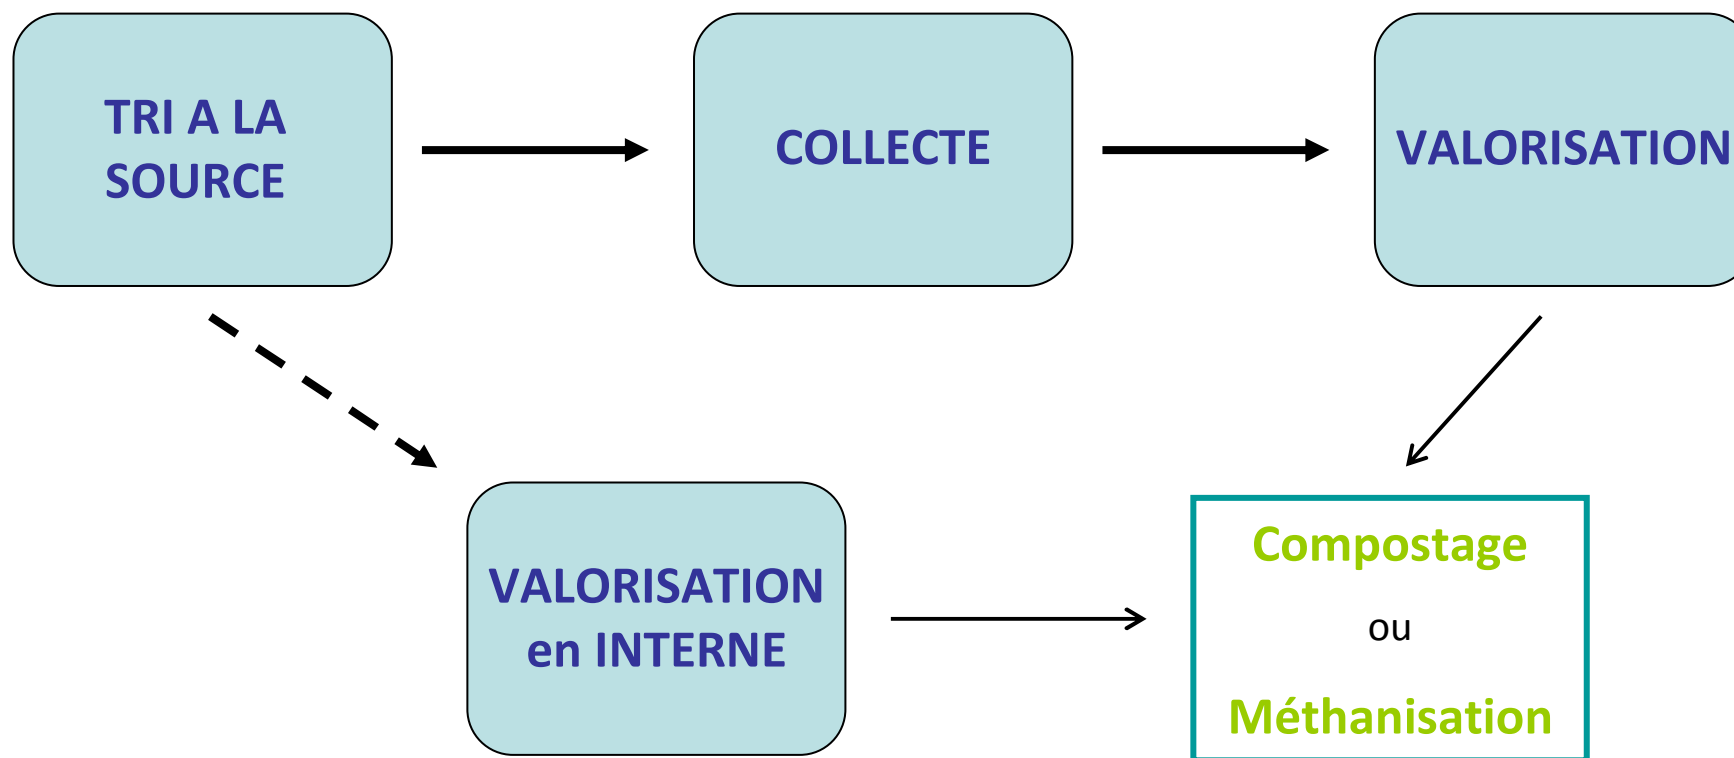 TRI A LA
SOURCE
COLLECTE
VALORISATION
VALORISATION
en INTERNE
Compostage
ou
Méthanisation